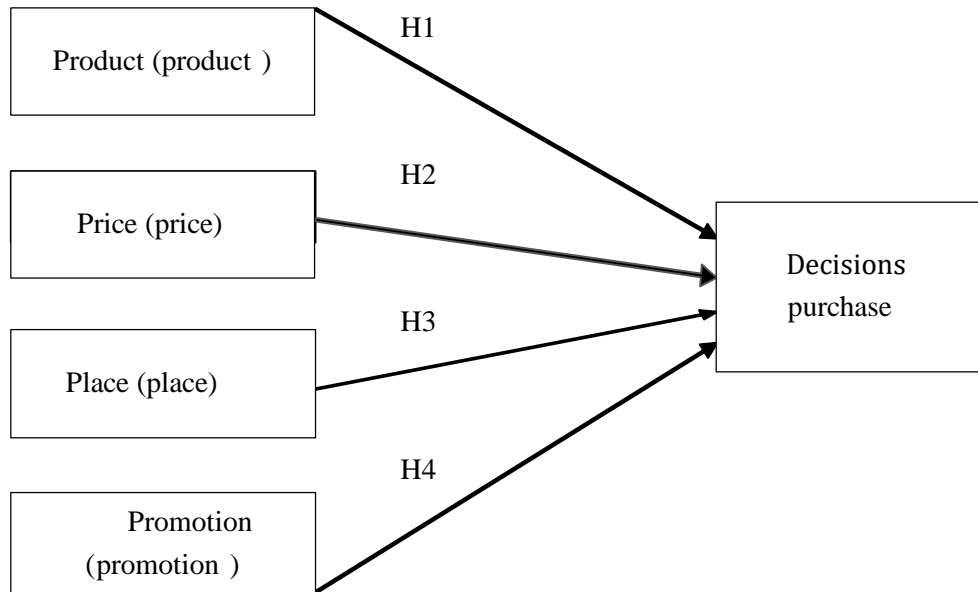 H1
Product (product )
H2
Price (price)
Decisions
purchase
H3
Place (place)
H4
Promotion
(promotion )